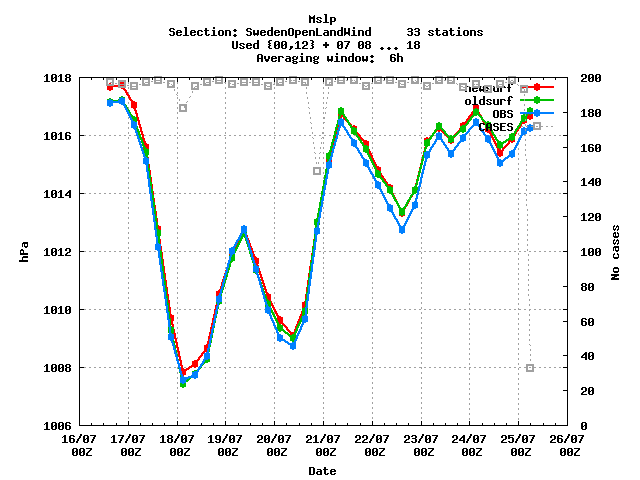 Mslp
Selection: SwedenOpenLandWind     33 stations
Used {00,12} + 07 08 ... 18
Averaging window:  6h
1018
1016
1014
1012
1010
1008
1006
hPa
200
180
160
140
120
100
80
60
40
20
0
No cases
newsurf
oldsurf
OBS
CASES
16/07 17/07 18/07 19/07 20/07 21/07 22/07 23/07 24/07 25/07 26/07
00Z 00Z 00Z 00Z 00Z 00Z 00Z 00Z 00Z 00Z 00Z
Date